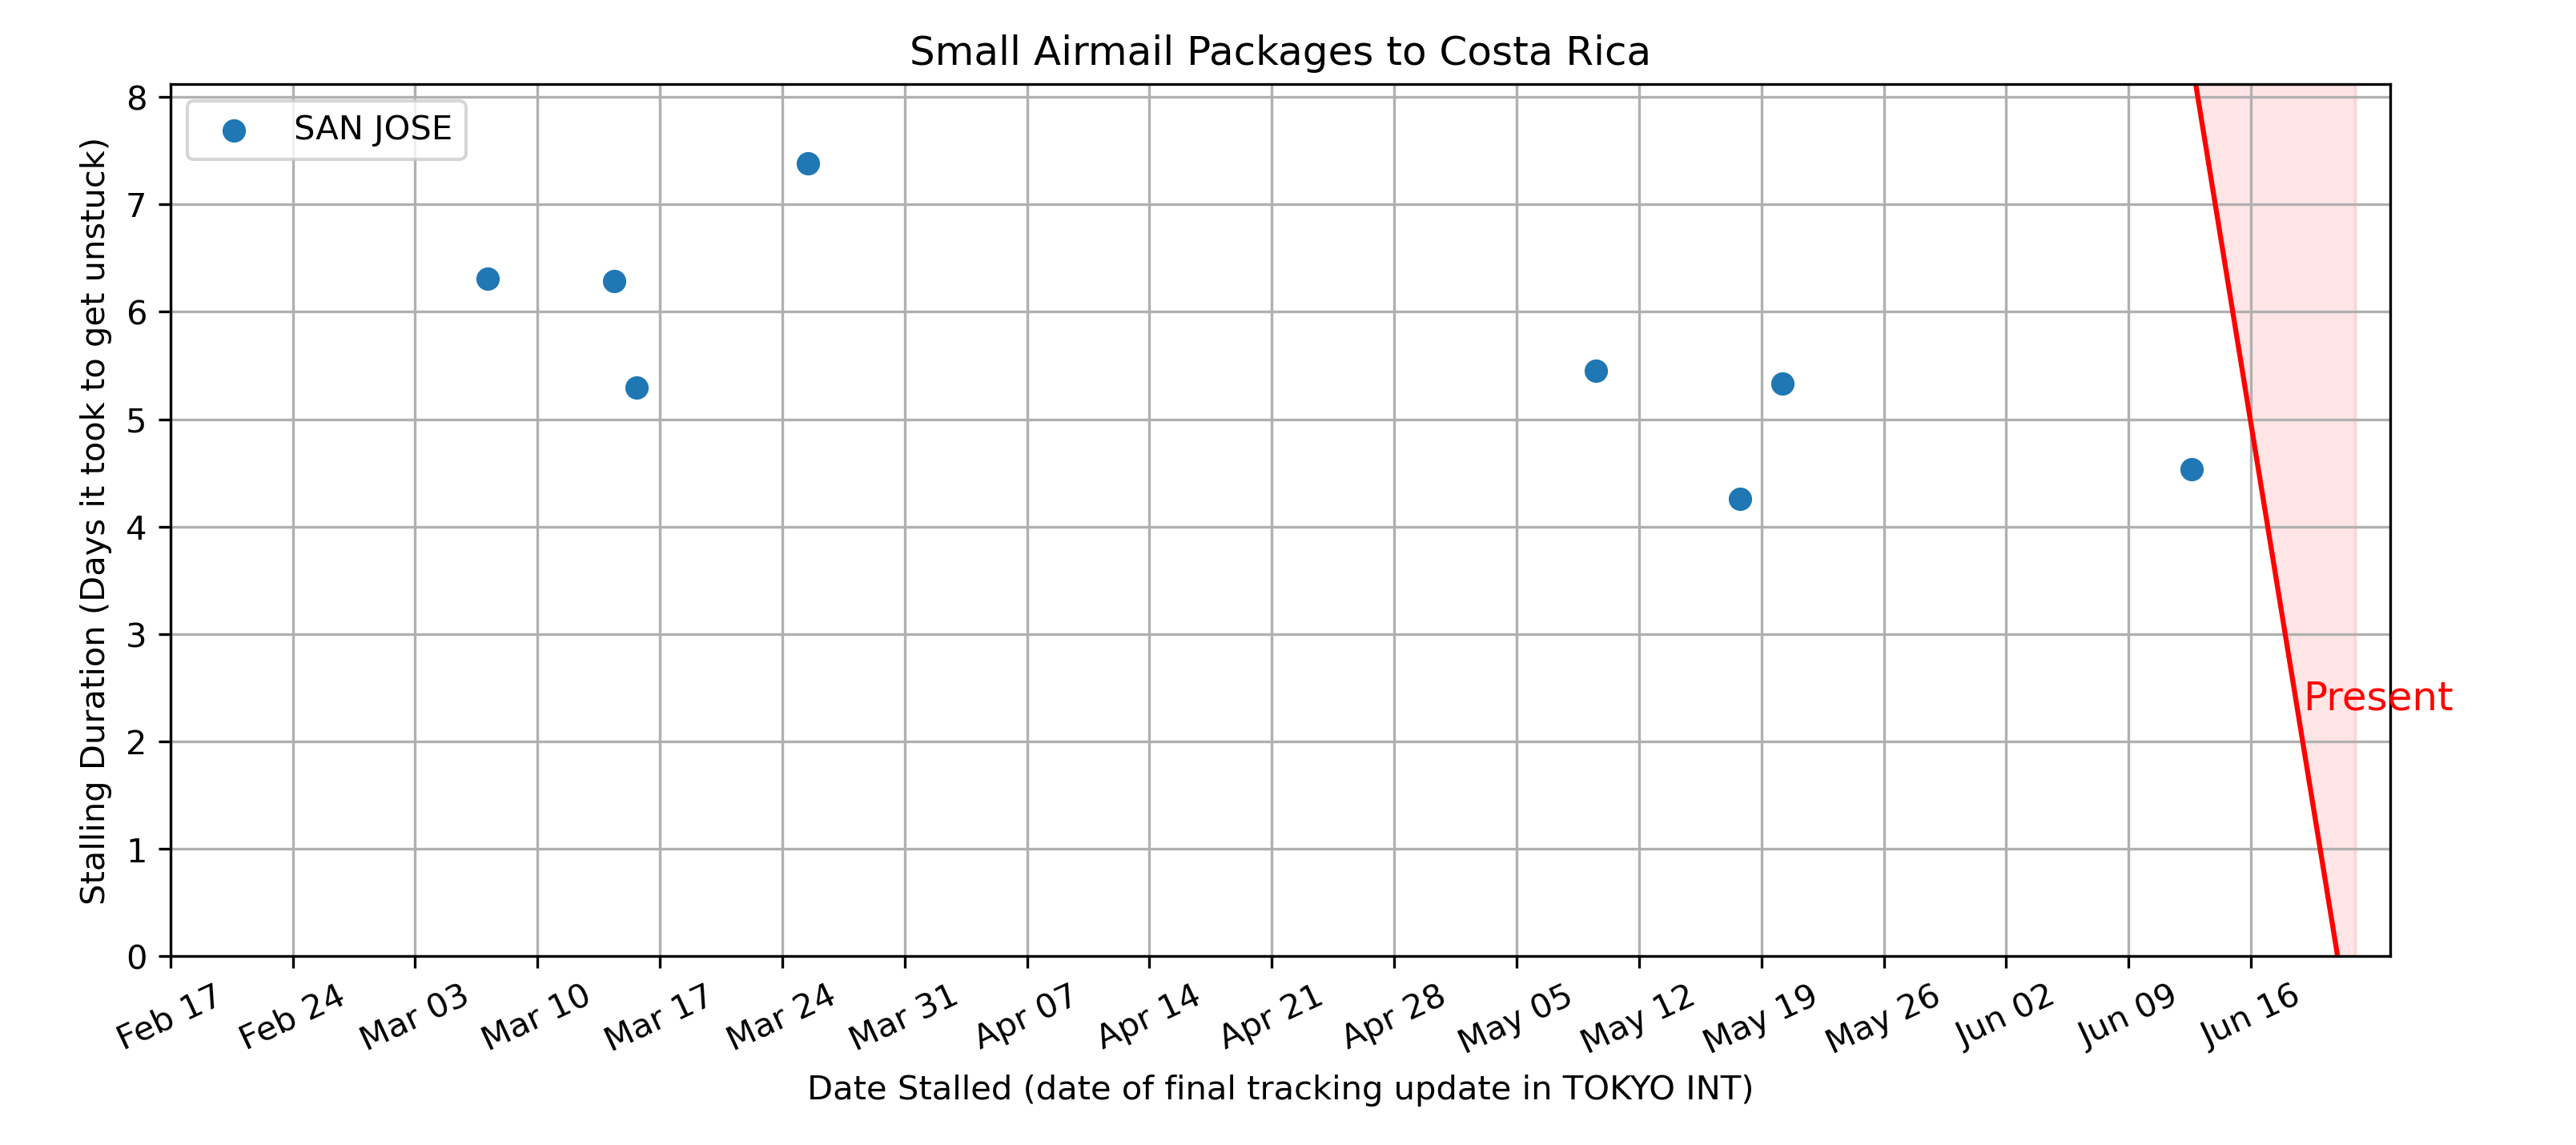 Small Airmail Packages to Costa Rica
SAN JOSE
Stalling Duration (Days it took to get unstuck)
8
7
6
5
4
3
2
1
0
Present
Feb 17
Feb 24
Mar 03
Mar 10
Mar 17
Mar 24
Mar 31
Apr 07
Apr 14
Apr 21
Apr 28
May 05
May 12
May 19
May 26
Jun 02
Jun 09
Jun 16
Date Stalled (date of final tracking update in TOKYO INT)